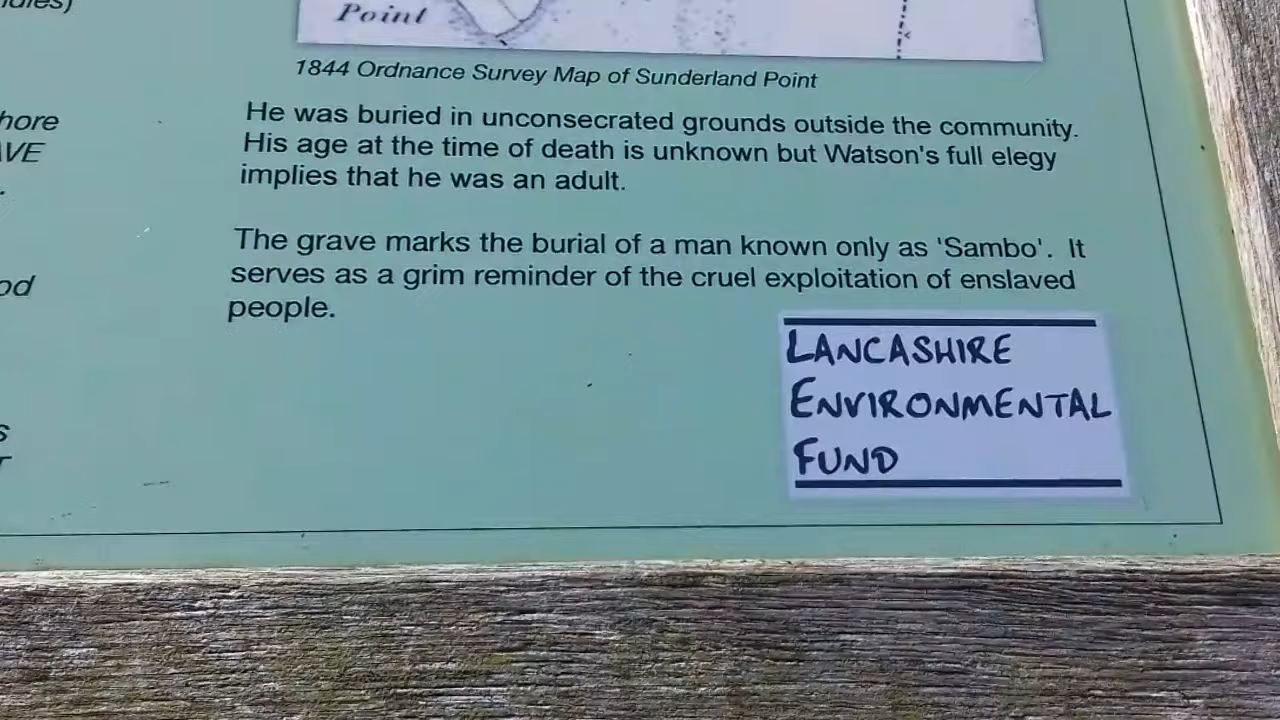 Point
1844 Ordnance Survey Map of Sunderland Point
hore
He was buried in unconsecrated grounds outside the community.
His age at the time of death is unknown but Watson's full elegy
implies that he was an adult.
The grave marks the burial of a man known only as 'Sambo'. It
serves as a grim reminder of the cruel exploitation of enslaved
people.
LANCASHIRE
ENVIRONMENTAL
FUND